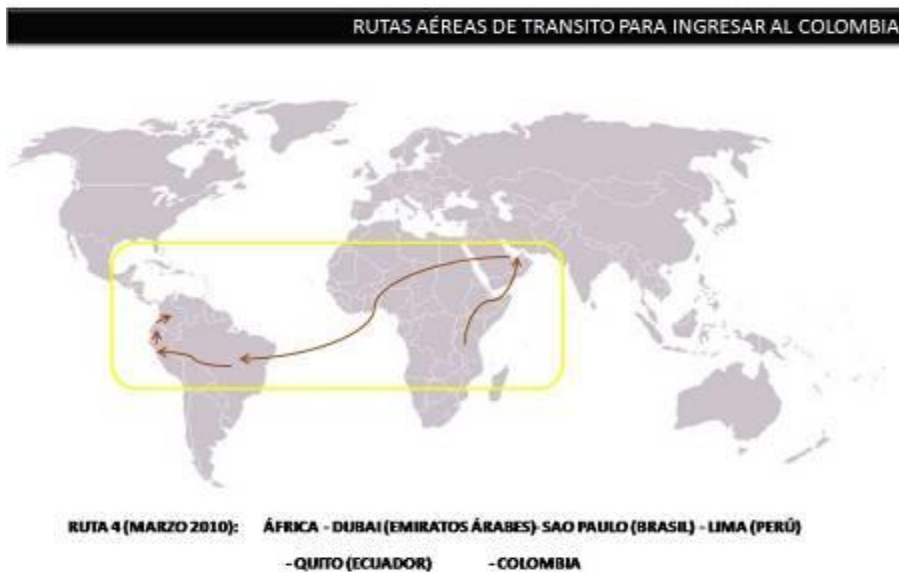 RUTAS AÉREAS DE TRANSITO PARA INGRESAR AL COLOMBIA
RUTA 4 (MARZO 2010): ÁFRICA - DUBAI (EMIRATOS ÁRABES)- SAO PAULO (BRASIL) - LIMA (PERÚ)
- QUITO (ECUADOR) - COLOMBIA